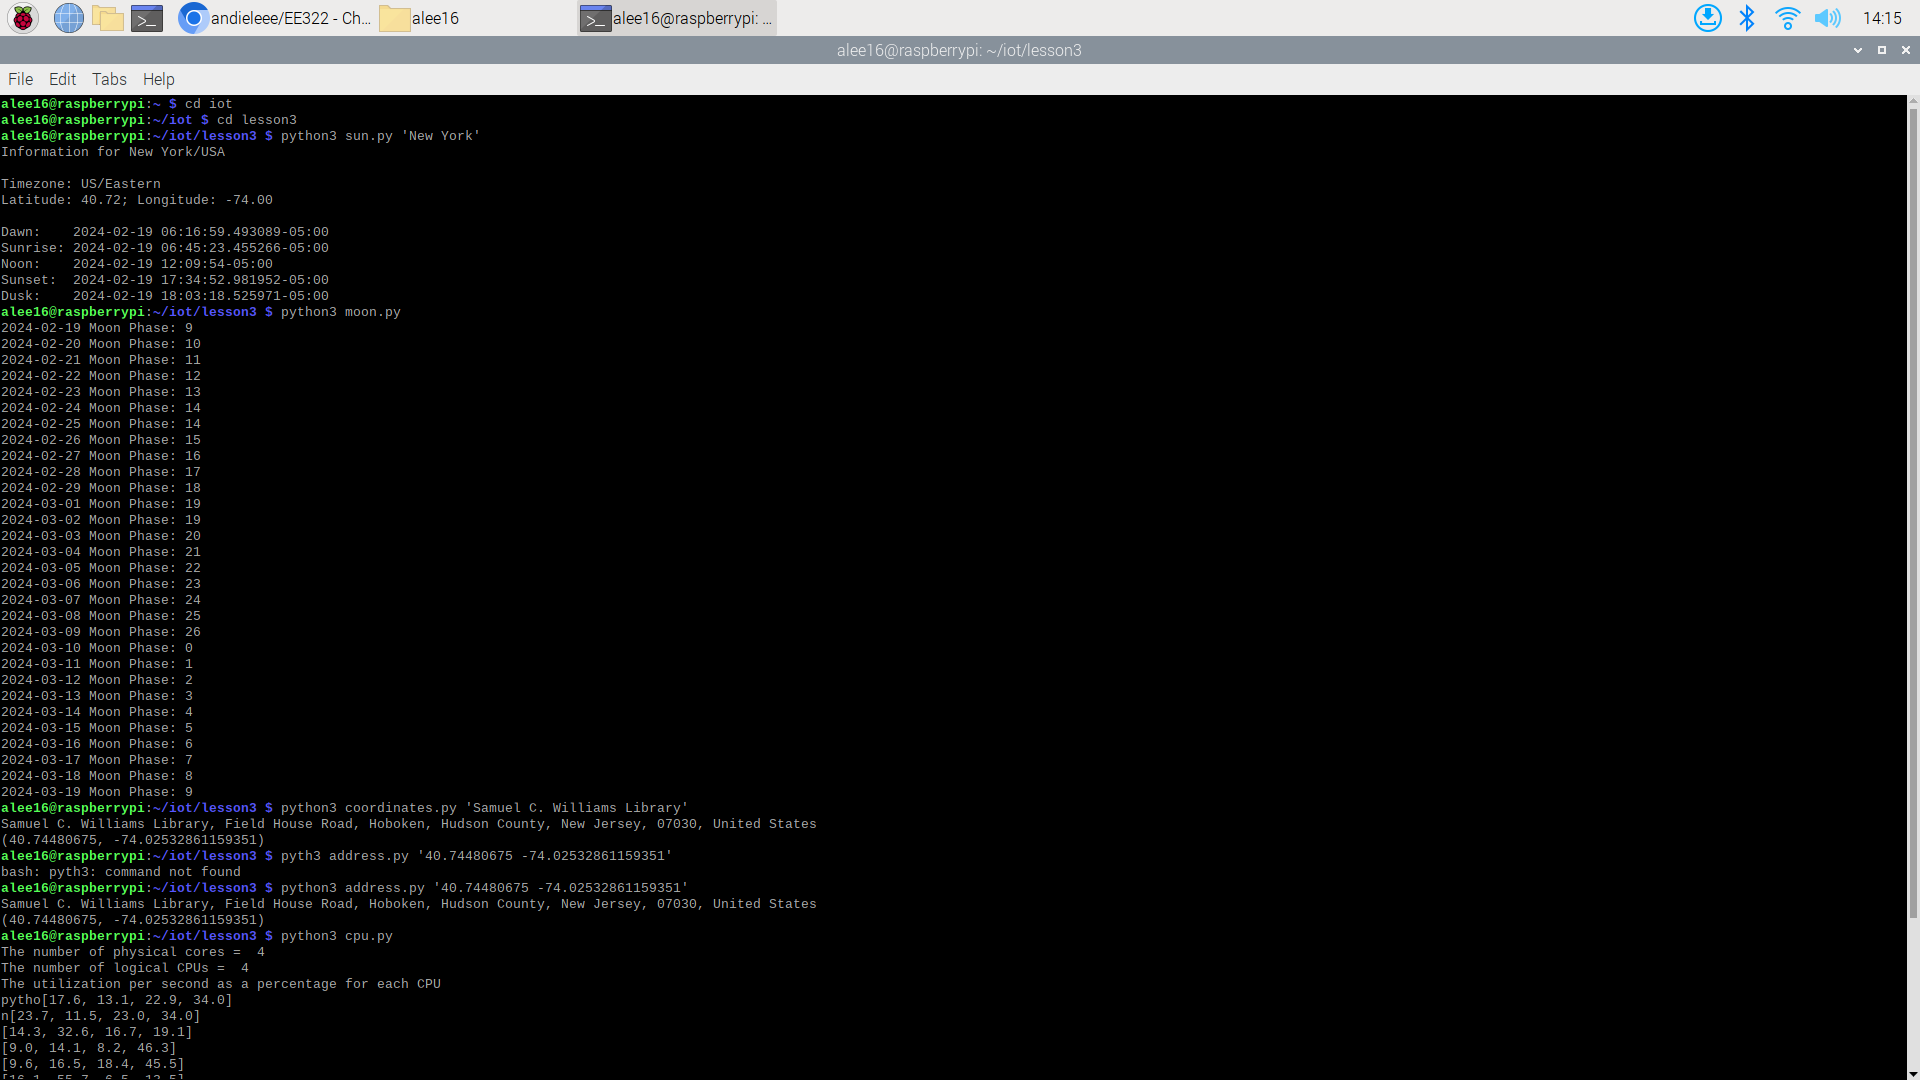 andieleee/EE322 - Ch... alee16 alee16@raspberrypi: ... 14:15
alee16@raspberrypi: ~/iot/lesson3
File Edit Tabs Help
alee16@raspberrypi:~ $ cd iot
alee16@raspberrypi:~/iot $ cd lesson3
alee16@raspberrypi:~/iot/lesson3 $ python3 sun.py 'New York'
Information for New York/USA
Timezone: US/Eastern
Latitude: 40.72; Longitude: -74.00
Dawn:    2024-02-19 06:16:59.493089-05:00
Sunrise: 2024-02-19 06:45:23.455266-05:00
Noon:    2024-02-19 12:09:54-05:00
Sunset:  2024-02-19 17:34:52.981952-05:00
Dusk:    2024-02-19 18:03:18.525971-05:00
alee16@raspberrypi:~/iot/lesson3 $ python3 moon.py
2024-02-19 Moon Phase: 9
2024-02-20 Moon Phase: 10
2024-02-21 Moon Phase: 11
2024-02-22 Moon Phase: 12
2024-02-23 Moon Phase: 13
2024-02-24 Moon Phase: 14
2024-02-25 Moon Phase: 14
2024-02-26 Moon Phase: 15
2024-02-27 Moon Phase: 16
2024-02-28 Moon Phase: 17
2024-02-29 Moon Phase: 18
2024-03-01 Moon Phase: 19
2024-03-02 Moon Phase: 19
2024-03-03 Moon Phase: 20
2024-03-04 Moon Phase: 21
2024-03-05 Moon Phase: 22
2024-03-06 Moon Phase: 23
2024-03-07 Moon Phase: 24
2024-03-08 Moon Phase: 25
2024-03-09 Moon Phase: 26
2024-03-10 Moon Phase: 0
2024-03-11 Moon Phase: 1
2024-03-12 Moon Phase: 2
2024-03-13 Moon Phase: 3
2024-03-14 Moon Phase: 4
2024-03-15 Moon Phase: 5
2024-03-16 Moon Phase: 6
2024-03-17 Moon Phase: 7
2024-03-18 Moon Phase: 8
2024-03-19 Moon Phase: 9
alee16@raspberrypi:~/iot/lesson3 $ python3 coordinates.py 'Samuel C. Williams Library'
Samuel C. Williams Library, Field House Road, Hoboken, Hudson County, New Jersey, 07030, United States
(40.74480675, -74.02532861159351)
alee16@raspberrypi:~/iot/lesson3 $ pyth3 address.py '40.74480675 -74.02532861159351'
bash: pyth3: command not found
alee16@raspberrypi:~/iot/lesson3 $ python3 address.py '40.74480675 -74.02532861159351'
Samuel C. Williams Library, Field House Road, Hoboken, Hudson County, New Jersey, 07030, United States
(40.74480675, -74.02532861159351)
alee16@raspberrypi:~/iot/lesson3 $ python3 cpu.py
The number of physical cores =  4
The number of logical CPUs =  4
The utilization per second as a percentage for each CPU
pytho[17.6, 13.1, 22.9, 34.0]
n[23.7, 11.5, 23.0, 34.0]
[14.3, 32.6, 16.7, 19.1]
[9.0, 14.1, 8.2, 46.3]
[9.6, 16.5, 18.4, 45.5]